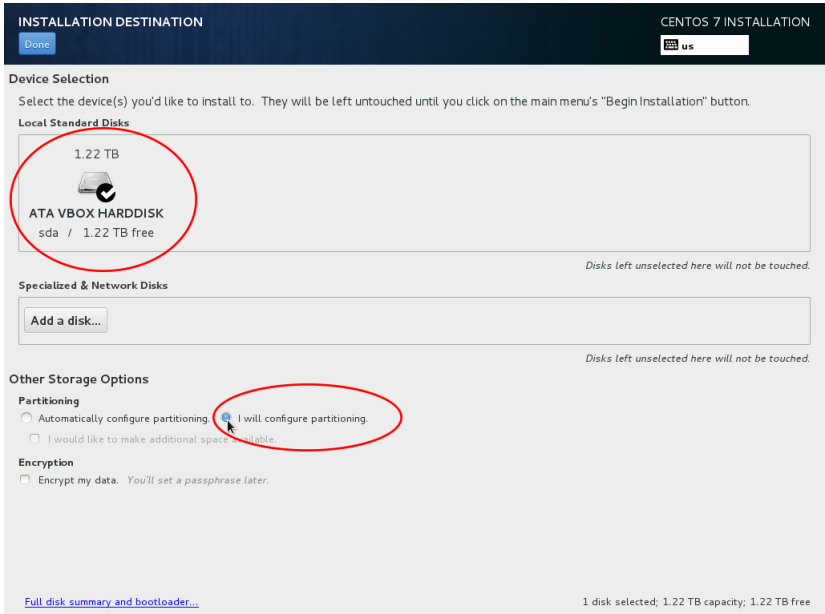 INSTALLATION DESTINATION
CENTOS 7 INSTALLATION
Done
us
Device Selection
Select the device(s) you'd like to install to. They will be left untouched until you click on the main menu's "Begin Installation" button.
Local Standard Disks
1.22 TB
ATA VBOX HARDDISK
sda / 1.22 TB free
Disks left unselected here will not be touched.
Specialized & Network Disks
Add a disk...
Disks left unselected here will not be touched.
Other Storage Options
Partitioning
Automatically configure partitioning. I will configure partitioning.
I would like to make additional space available.
Encryption
Encrypt my data. You'll set a passphrase later.
Full disk summary and bootloader... 1 disk selected; 1.22 TB capacity; 1.22 TB free